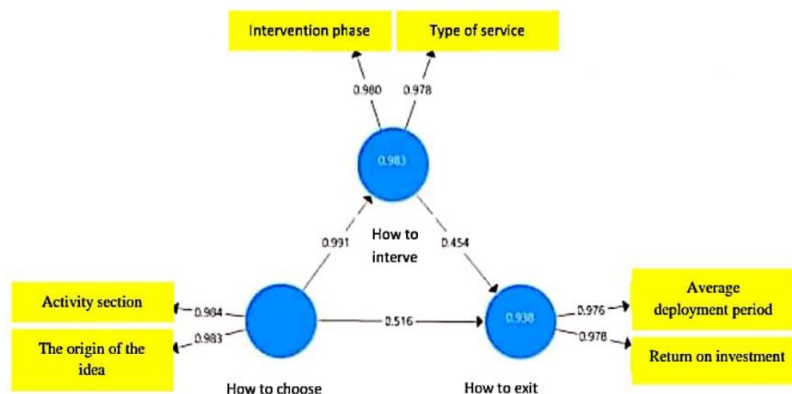 Intervention phase
Type of service
0.980
0.978
0.983
0.991
How to
interve
0.454
Activity section
0.984
The origin of the
idea
0.983
0.516
0.938
0.976
Average
deployment period
0.978
Return on investment
How to choose
How to exit